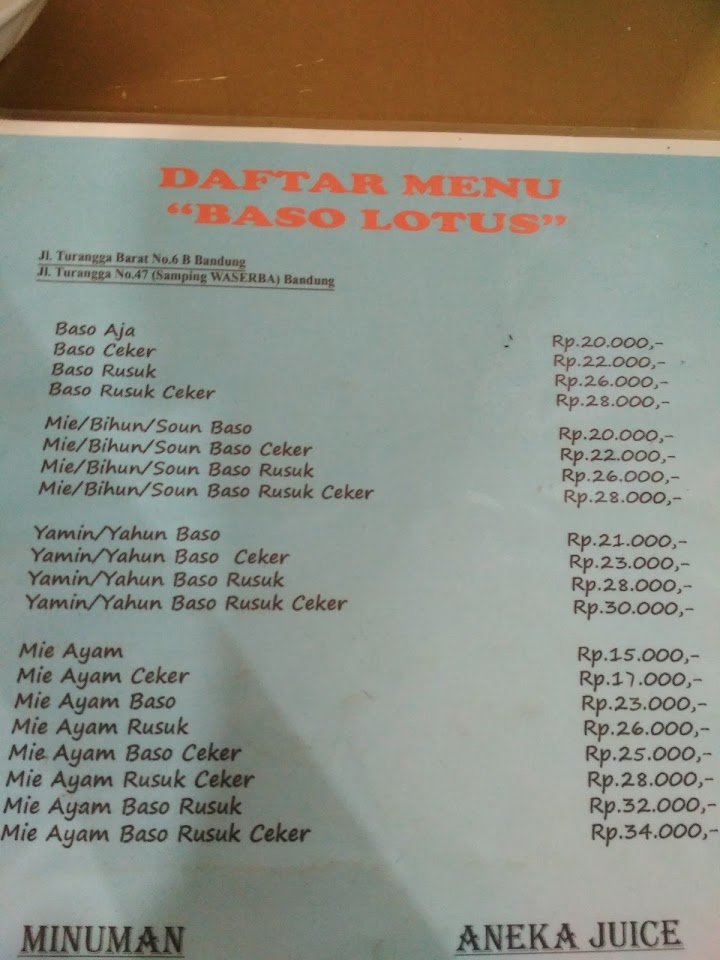 DAFTAR MENU
“BASO LOTUS”
Jl. Turangga Barat No.6 B Bandung
Jl. Turangga No.47 (Samping WASERBA) Bandung
Baso Aja Rp.20.000,-
Baso Ceker Rp.22.000,-
Baso Rusuk Rp.26.000,-
Baso Rusuk Ceker Rp.28.000,-
Mie/Bihun/Soun Baso Rp.20.000,-
Mie/Bihun/Soun Baso Ceker Rp.22.000,-
Mie/Bihun/Soun Baso Rusuk Rp.26.000,-
Mie/Bihun/Soun Baso Rusuk Ceker Rp.28.000,-
Yamin/Yahun Baso Rp.21.000,-
Yamin/Yahun Baso Ceker Rp.23.000,-
Yamin/Yahun Baso Rusuk Rp.28.000,-
Yamin/Yahun Baso Rusuk Ceker Rp.30.000,-
Mie Ayam Rp.15.000,-
Mie Ayam Ceker Rp.17.000,-
Mie Ayam Baso Rp.23.000,-
Mie Ayam Rusuk Rp.26.000,-
Mie Ayam Baso Ceker Rp.25.000,-
Mie Ayam Rusuk Ceker Rp.28.000,-
Mie Ayam Baso Rusuk Rp.32.000,-
Mie Ayam Baso Rusuk Ceker Rp.34.000,-
MINUMAN ANEKA JUICE